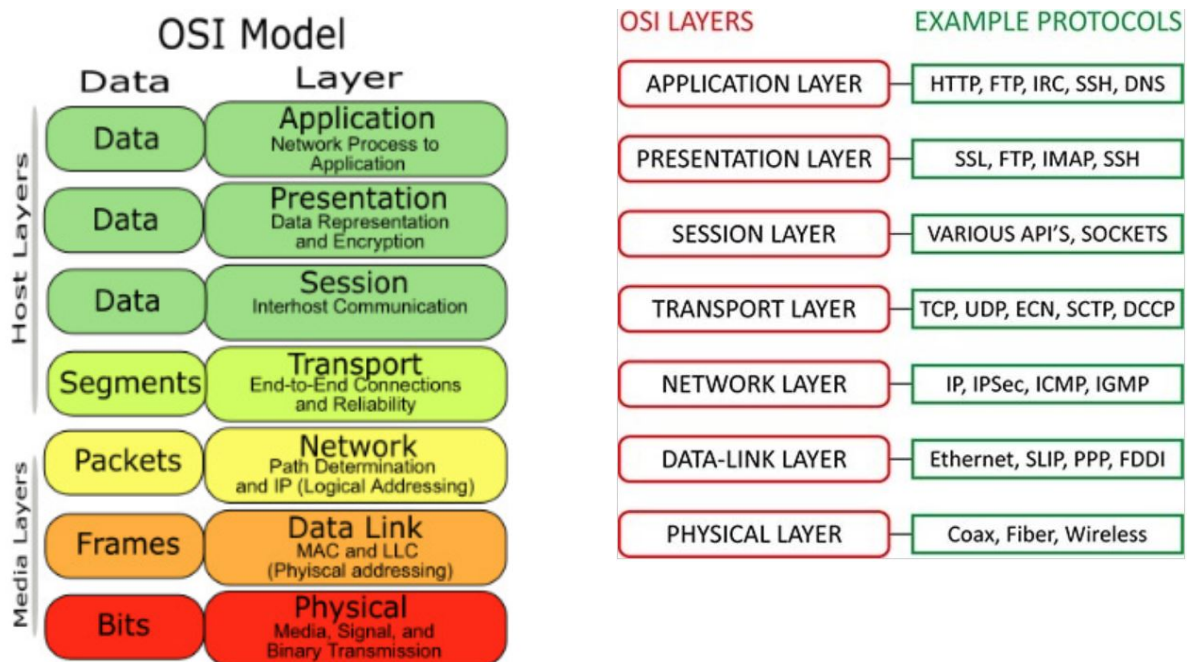 OSI Model
Data Layer
Host Layers
Data
Application
Network Process to
Application
Data
Presentation
Data Representation
and Encryption
Data
Session
Interhost Communication
Segments
Transport
End-to-End Connections
and Reliability
Media Layers
Packets
Network
Path Determination
and IP (Logical Addressing)
Frames
Data Link
MAC and LLC
(Phyiscal addressing)
Bits
Physical
Media, Signal, and
Binary Transmission
OSI LAYERS EXAMPLE PROTOCOLS
APPLICATION LAYER HTTP, FTP, IRC, SSH, DNS
PRESENTATION LAYER SSL, FTP, IMAP, SSH
SESSION LAYER VARIOUS API'S, SOCKETS
TRANSPORT LAYER TCP, UDP, ECN, SCTP, DCCP
NETWORK LAYER IP, IPSec, ICMP, IGMP
DATA-LINK LAYER Ethernet, SLIP, PPP, FDDI
PHYSICAL LAYER Coax, Fiber, Wireless